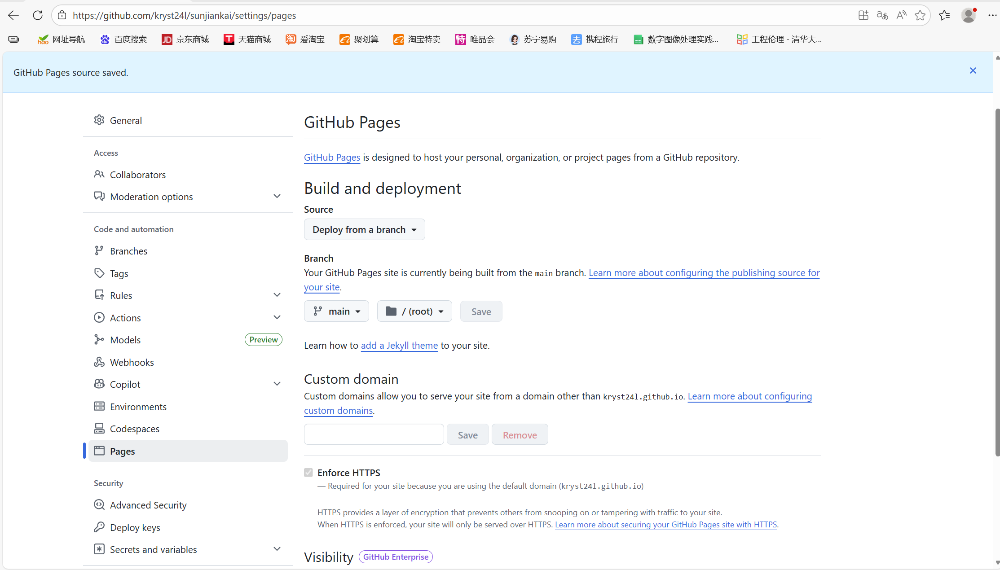 https://github.com/kryst24l/sunjiankai/settings/pages
hao 网址导航 du 百度搜索 JD 京东商城 T 天猫商城 淘 爱淘宝 聚划算 淘宝特卖 特 唯品会 苏宁易购 去 携程旅行 数字图像处理实践... 工程伦理 - 清华大...
GitHub Pages source saved.
General
Access
Collaborators
Moderation options
Code and automation
Branches
Tags
Rules
Actions
Models Preview
Webhooks
Copilot
Environments
Codespaces
Pages
Security
Advanced Security
Deploy keys
Secrets and variables
GitHub Pages
GitHub Pages is designed to host your personal, organization, or project pages from a GitHub repository.
Build and deployment
Source
Deploy from a branch
Branch
Your GitHub Pages site is currently being built from the main branch. Learn more about configuring the publishing source for
your site.
main / (root) Save
Learn how to add a Jekyll theme to your site.
Custom domain
Custom domains allow you to serve your site from a domain other than kryst24l.github.io. Learn more about configuring
custom domains.
Save Remove
Enforce HTTPS
— Required for your site because you are using the default domain (kryst24l.github.io)
HTTPS provides a layer of encryption that prevents others from snooping on or tampering with traffic to your site.
When HTTPS is enforced, your site will only be served over HTTPS. Learn more about securing your GitHub Pages site with HTTPS.
Visibility GitHub Enterprise